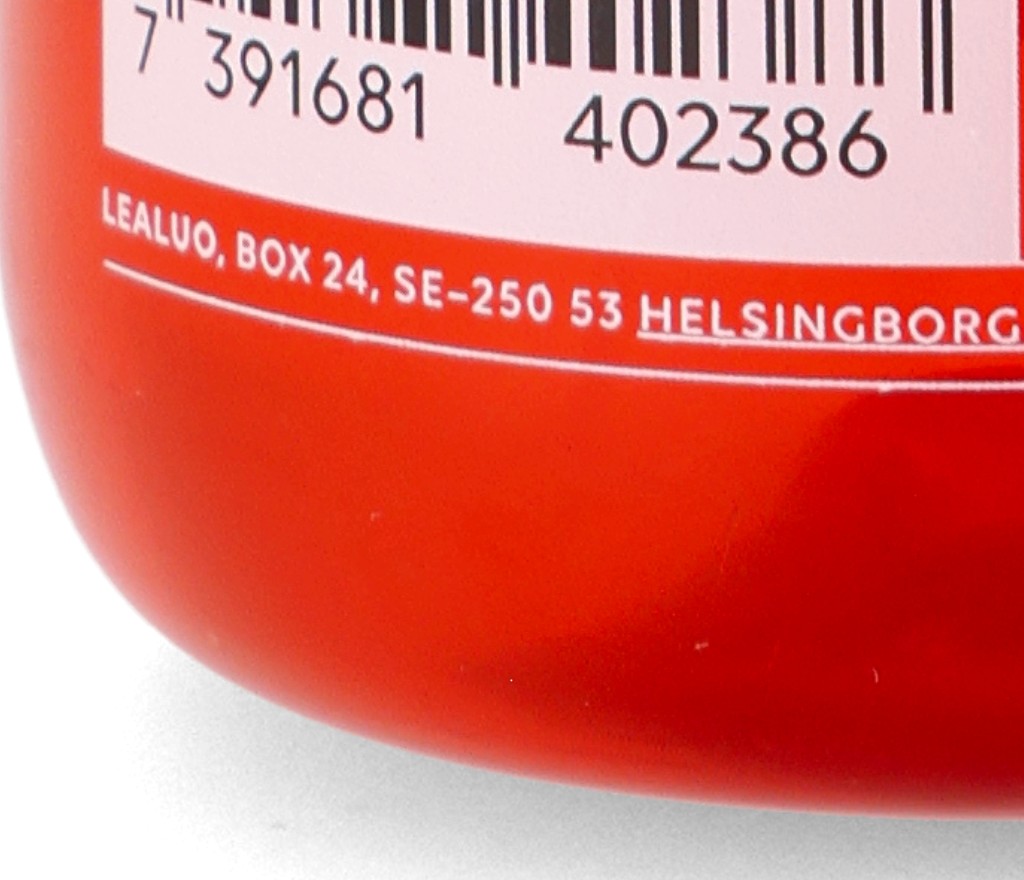 7 391681 402386
LEALUO, BOX 24, SE-250 53 HELSINGBORG